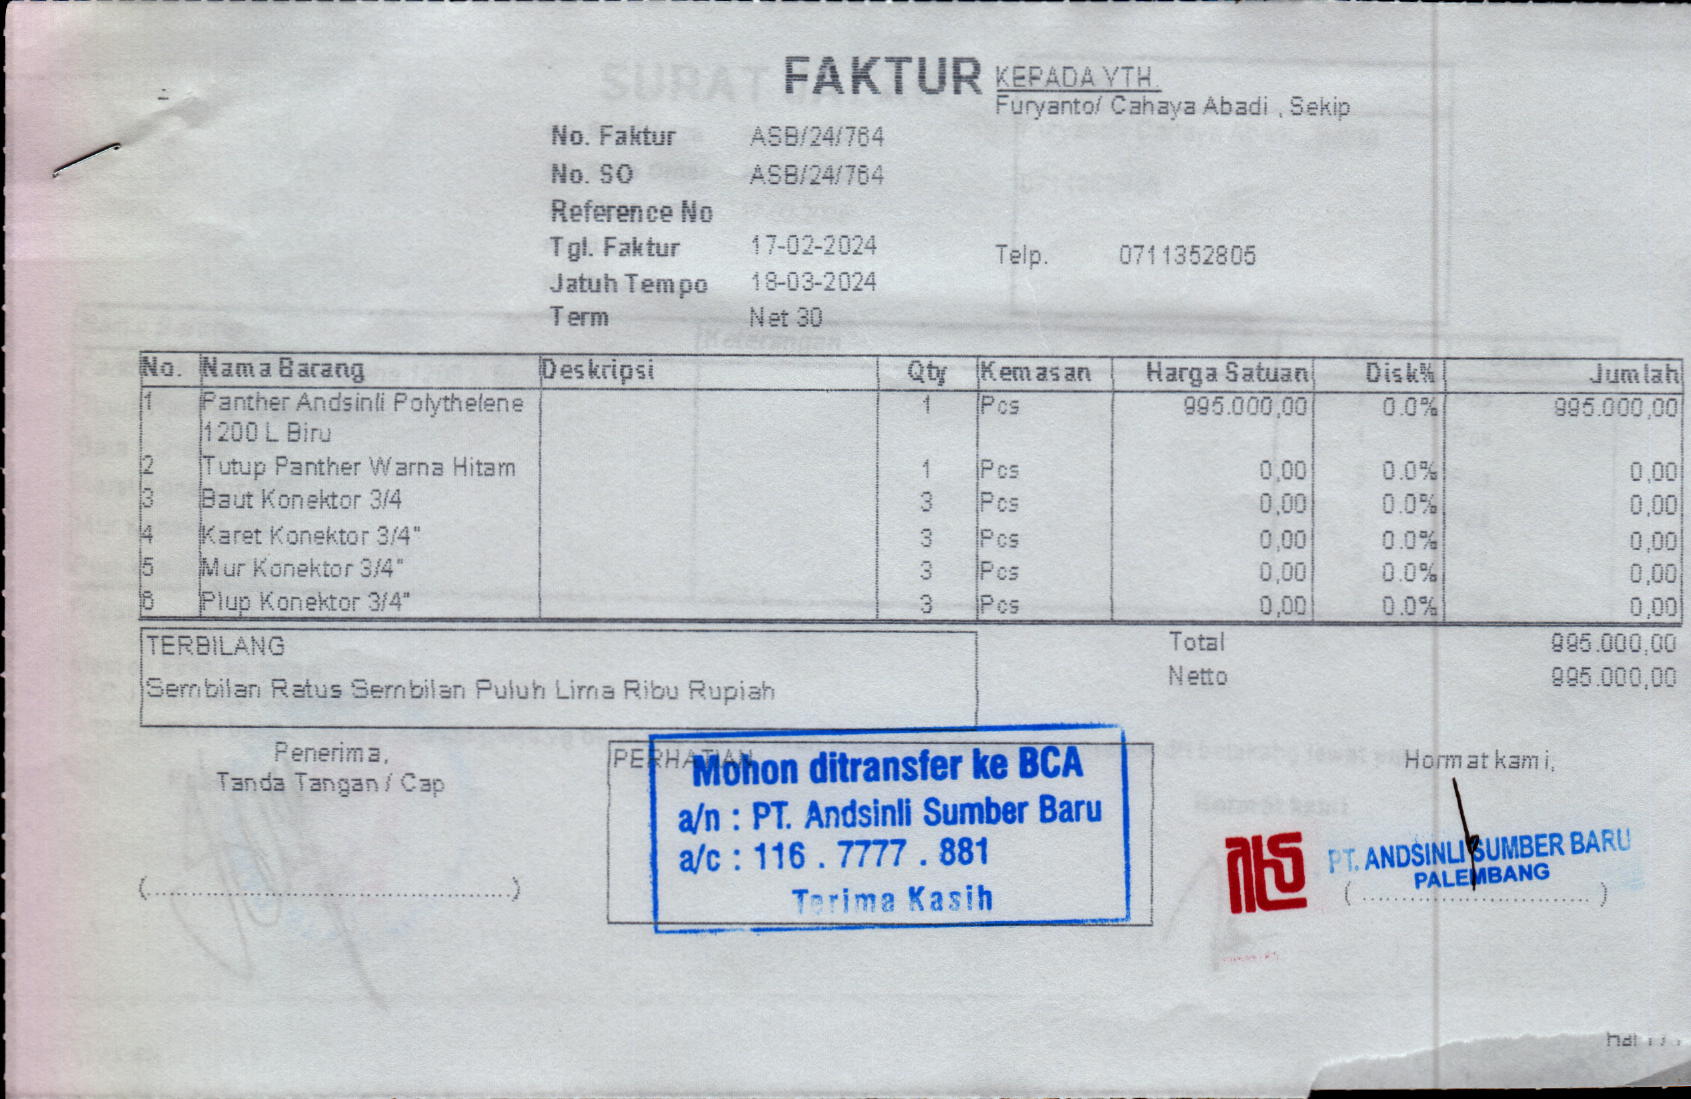 FAKTUR
KEPADA YTH.
Furyanto/ Cahaya Abadi , Sekip
No. Faktur ASB/24/764
No. SO ASB/24/764
Reference No
Tgl. Faktur 17-02-2024
Telp. 0711352805
Jatuh Tempo 18-03-2024
Term Net 30
No. Nama Barang Deskripsi Qty Kemasan Harga Satuan Disk% Jumlah
1 Panther Andsinli Polythelene 1 Pcs 995.000,00 0.0% 995.000,00
1200 L Biru
2 Tutup Panther Warna Hitam 1 Pcs 0,00 0.0% 0,00
3 Baut Konektor 3/4 3 Pcs 0,00 0.0% 0,00
4 Karet Konektor 3/4" 3 Pcs 0,00 0.0% 0,00
5 Mur Konektor 3/4" 3 Pcs 0,00 0.0% 0,00
6 Plup Konektor 3/4" 3 Pcs 0,00 0.0% 0,00
TERBILANG
Total 995.000,00
Netto 995.000,00
Sembilan Ratus Sembilan Puluh Lima Ribu Rupiah
Penerima,
Tanda Tangan / Cap
PERHATIAN
Mohon ditransfer ke BCA
a/n : PT. Andsinli Sumber Baru
a/c : 116 . 7777 . 881
Terima Kasih
Hormat kami,
PT. ANDSINLI SUMBER BARU
PALEMBANG
hal